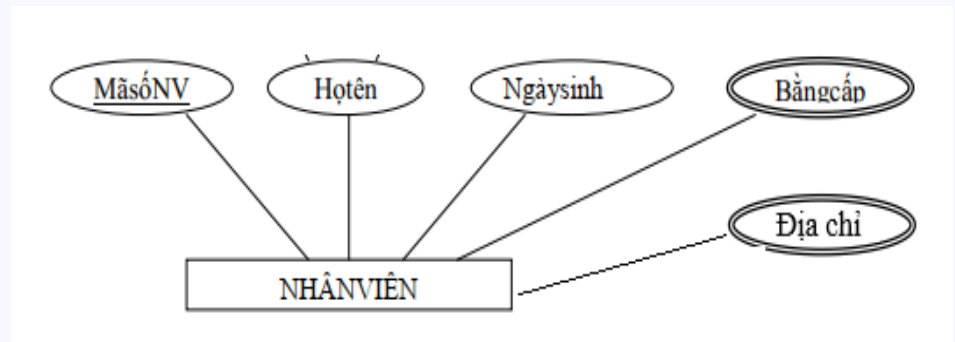 MãsốNV
Họtên
Ngàysinh
Bằngcấp
Địa chỉ
NHÂNVIÊN